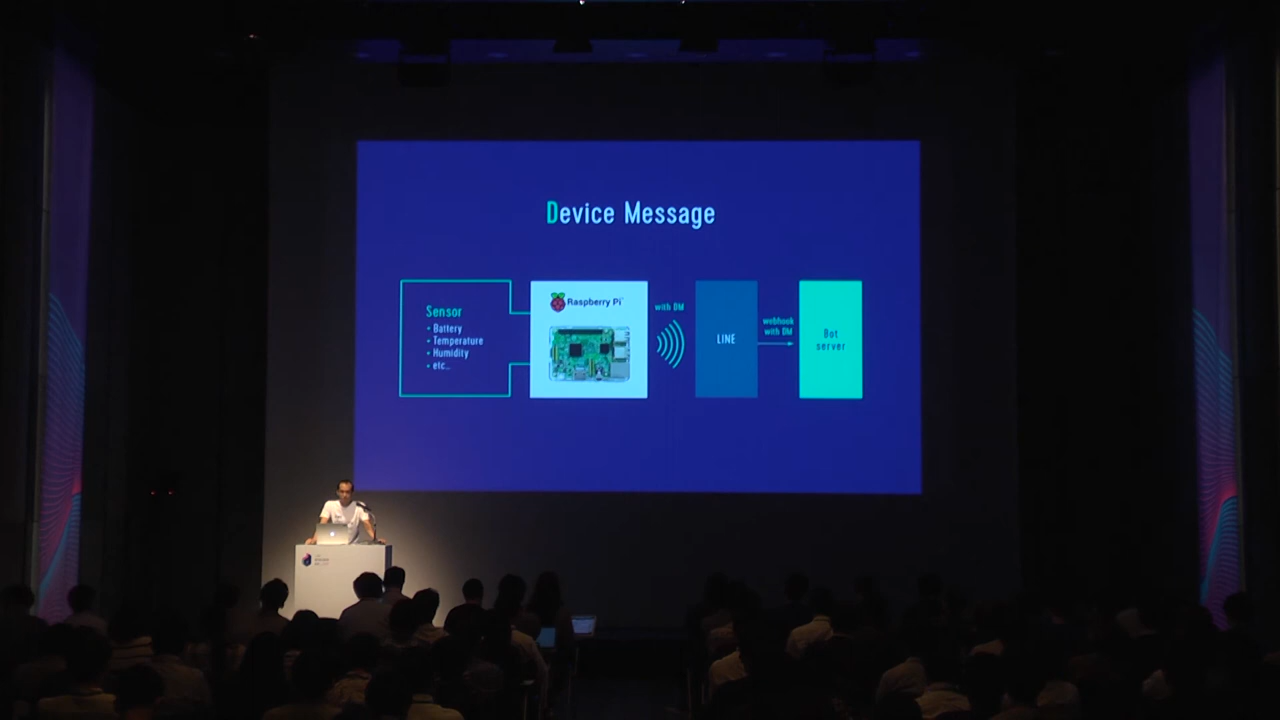 Device Message
Sensor
- Battery
- Temperature
- Humidity
- etc...
Raspberry Pi
with DM
LINE
webhook
with DM
Bot
server